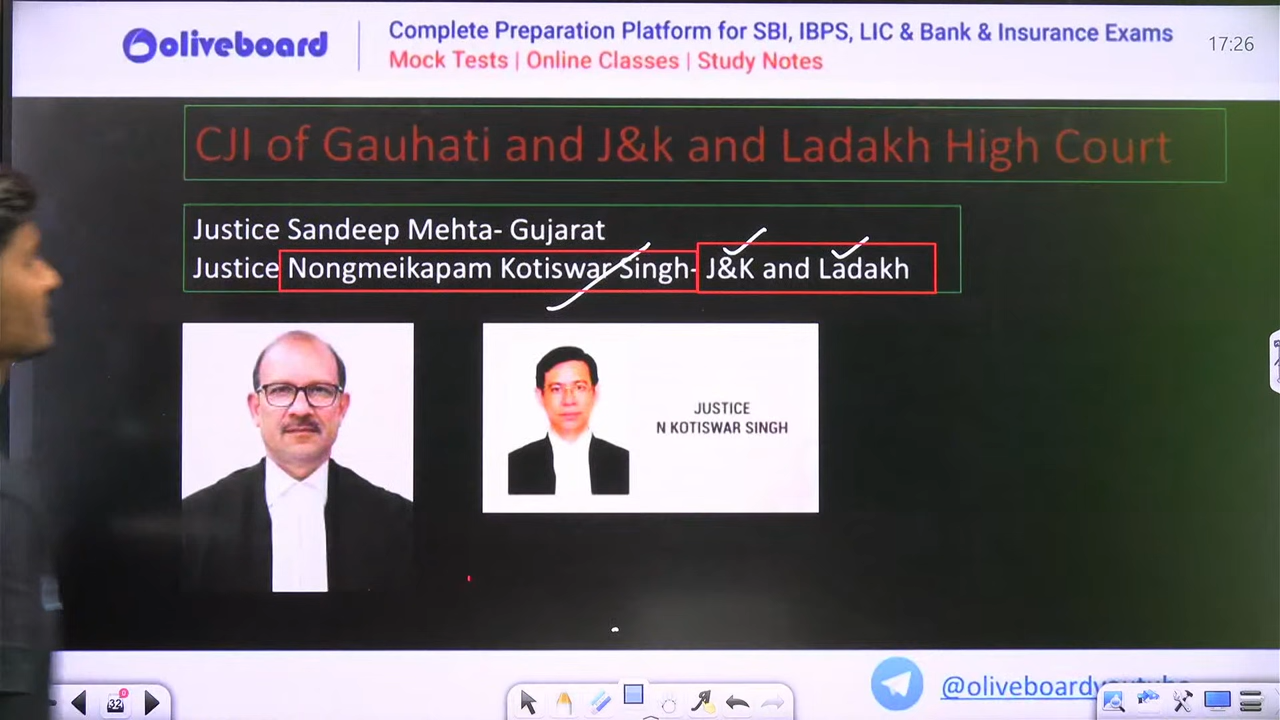 oliveboard
Complete Preparation Platform for SBI, IBPS, LIC & Bank & Insurance Exams
Mock Tests | Online Classes | Study Notes
17:26
CJI of Gauhati and J&k and Ladakh High Court
Justice Sandeep Mehta- Gujarat
Justice Nongmeikapam Kotiswar Singh- J&K and Ladakh
JUSTICE
N KOTISWAR SINGH
@oliveboardyoutube
32
0